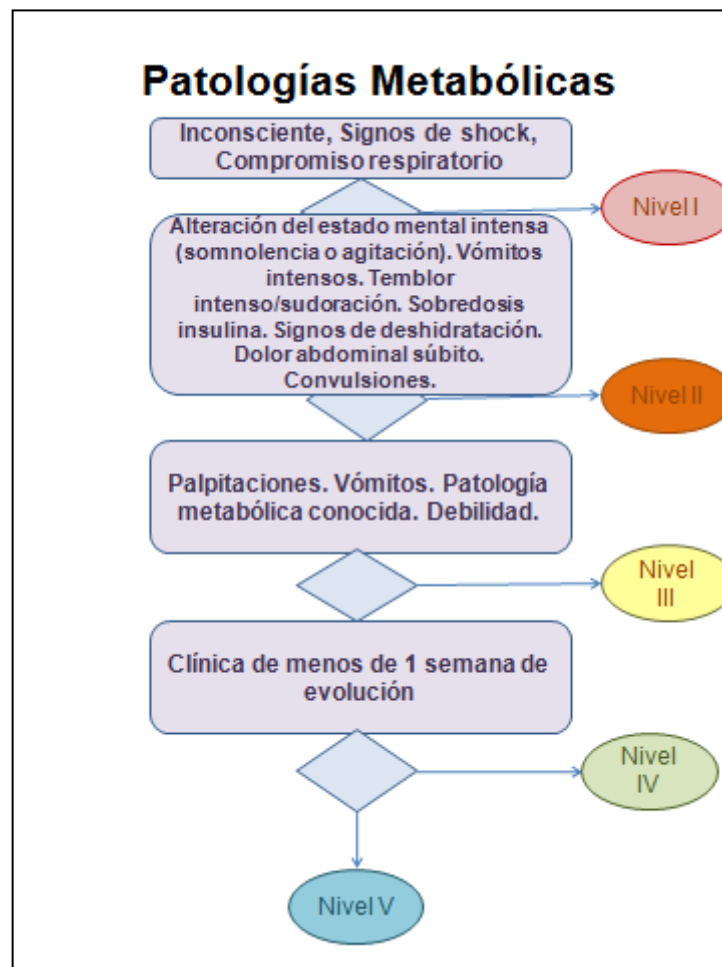 Patologías Metabólicas
Inconsciente, Signos de shock,
Compromiso respiratorio
Nivel I
Alteración del estado mental intensa
(somnolencia o agitación). Vómitos
intensos. Temblor
intenso/sudoración. Sobredosis
insulina. Signos de deshidratación.
Dolor abdominal súbito.
Convulsiones.
Nivel II
Palpitaciones. Vómitos. Patología
metabólica conocida. Debilidad.
Nivel
III
Clínica de menos de 1 semana de
evolución
Nivel
IV
Nivel V